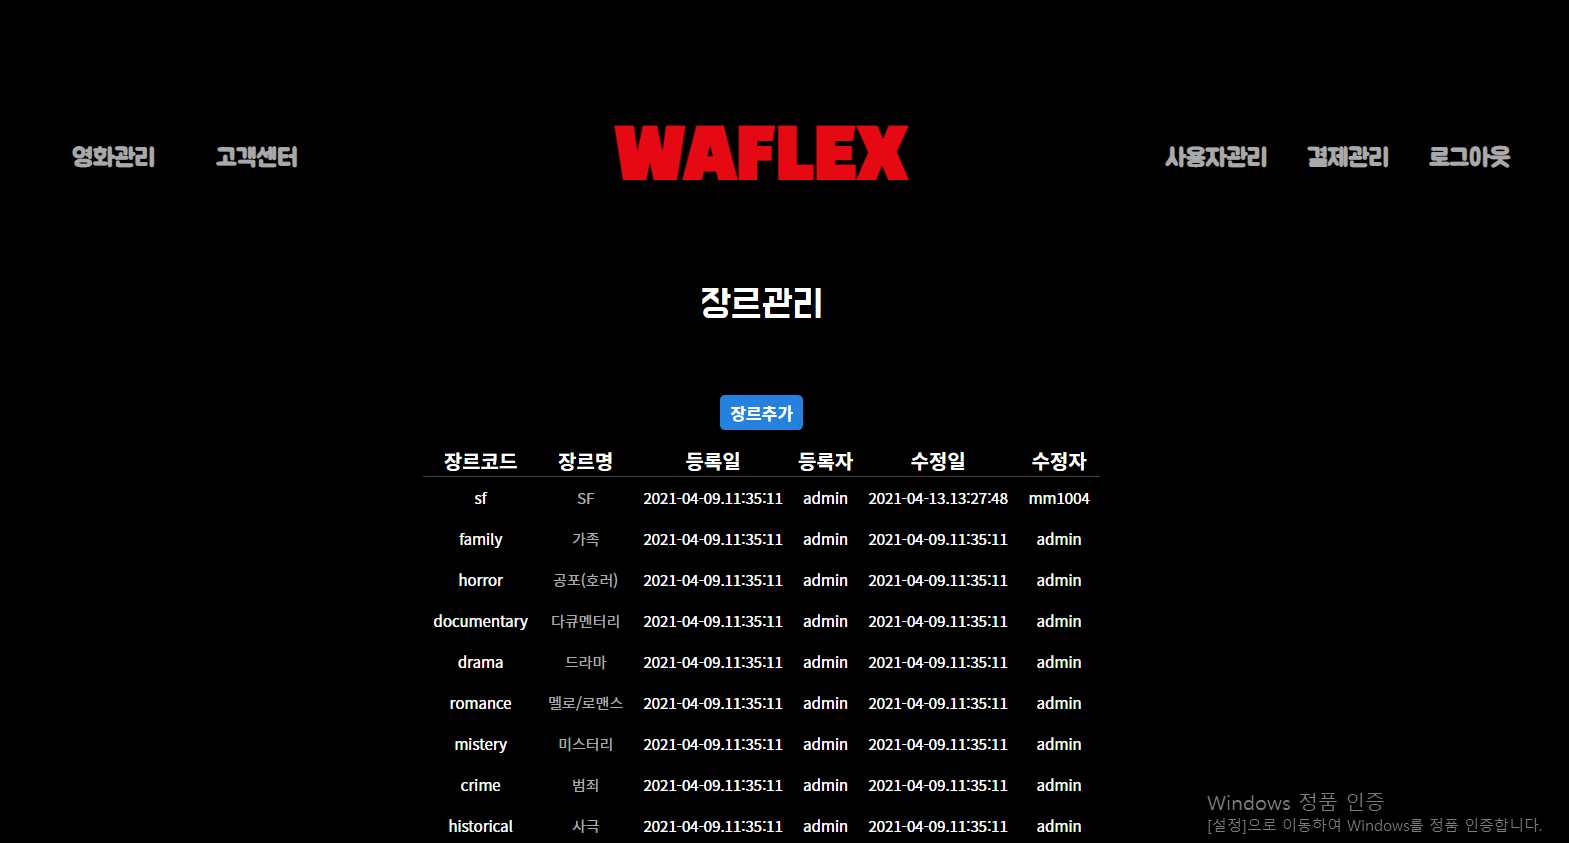 영화관리 고객센터 WAFLEX 사용자관리 결제관리 로그아웃
장르관리
장르추가
장르코드 장르명 등록일 등록자 수정일 수정자
sf SF 2021-04-09.11:35:11 admin 2021-04-13.13:27:48 mm1004
family 가족 2021-04-09.11:35:11 admin 2021-04-09.11:35:11 admin
horror 공포(호러) 2021-04-09.11:35:11 admin 2021-04-09.11:35:11 admin
documentary 다큐멘터리 2021-04-09.11:35:11 admin 2021-04-09.11:35:11 admin
drama 드라마 2021-04-09.11:35:11 admin 2021-04-09.11:35:11 admin
romance 멜로/로맨스 2021-04-09.11:35:11 admin 2021-04-09.11:35:11 admin
mistery 미스터리 2021-04-09.11:35:11 admin 2021-04-09.11:35:11 admin
crime 범죄 2021-04-09.11:35:11 admin 2021-04-09.11:35:11 admin
historical 사극 2021-04-09.11:35:11 admin 2021-04-09.11:35:11 admin
Windows 정품 인증
[설정]으로 이동하여 Windows를 정품 인증합니다.